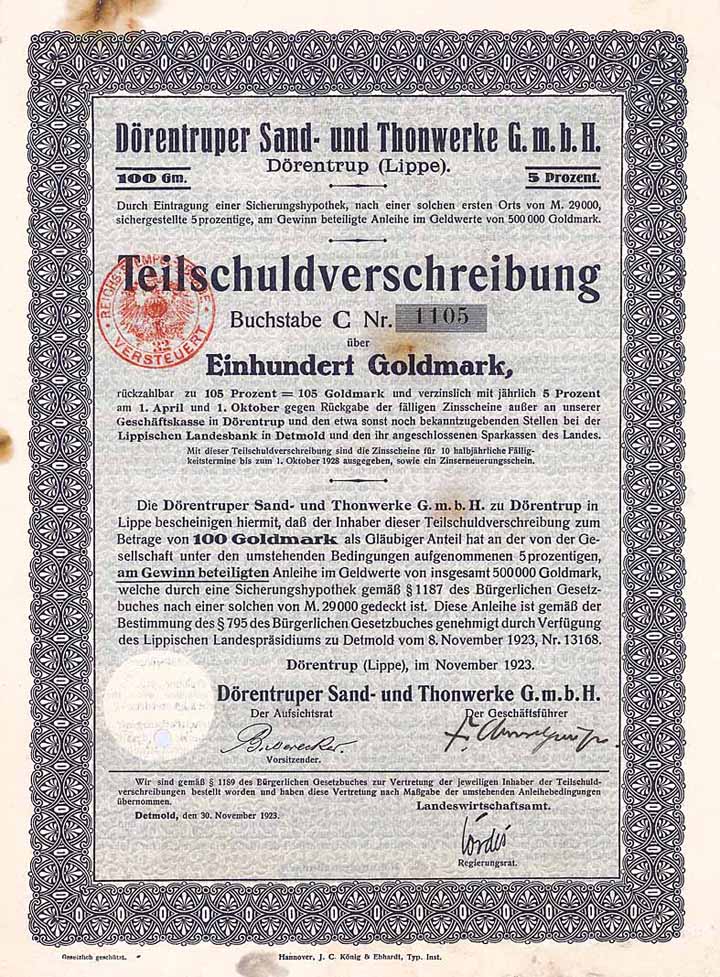 Dörentruper Sand- und Thonwerke G.m.b.H.
Dörentrup (Lippe).
100 Gm.
5 Prozent.
Durch Eintragung einer Sicherungshypothek, nach einer solchen ersten Orts von M. 29000,
sichergestellte 5prozentige, am Gewinn beteiligte Anleihe im Geldwerte von 500 000 Goldmark.
Teilschuldverschreibung
VERSTEUERT
Buchstabe C Nr. 1105
über
Einhundert Goldmark,
rückzahlbar zu 105 Prozent = 105 Goldmark und verzinslich mit jährlich 5 Prozent
am 1. April und 1. Oktober gegen Rückgabe der fälligen Zinsscheine außer an unserer
Geschäftskasse in Dörentrup und den etwa sonst noch bekanntzugebenden Stellen bei der
Lippischen Landesbank in Detmold und den ihr angeschlossenen Sparkassen des Landes.
Mit dieser Teilschuldverschreibung sind die Zinsscheine für 10 halbjährliche Fällig-
keitstermine bis zum 1. Oktober 1928 ausgegeben, sowie ein Zinserneuerungsschein.
Die Dörentruper Sand- und Thonwerke G. m. b. H. zu Dörentrup in
Lippe bescheinigen hiermit, daß der Inhaber dieser Teilschuldverschreibung zum
Betrage von 100 Goldmark als Gläubiger Anteil hat an der von der Ge-
sellschaft unter den umstehenden Bedingungen aufgenommenen 5prozentigen,
am Gewinn beteiligten Anleihe im Geldwerte von insgesamt 500000 Goldmark,
welche durch eine Sicherungshypothek gemäß § 1187 des Bürgerlichen Gesetz-
buches nach einer solchen von M. 29000 gedeckt ist. Diese Anleihe ist gemäß der
Bestimmung des § 795 des Bürgerlichen Gesetzbuches genehmigt durch Verfügung
des Lippischen Landespräsidiums zu Detmold vom 8. November 1923, Nr. 13168.
Dörentrup (Lippe), im November 1923.
Dörentruper Sand- und Thonwerke G. m. b. H.
Der Aufsichtsrat
Der Geschäftsführer
Vorsitzender.
Wir sind gemäß § 1189 des Bürgerlichen Gesetzbuches zur Vertretung der jeweiligen Inhaber der Teilschuld-
verschreibungen bestellt worden und haben diese Vertretung nach Maßgabe der umstehenden Anleihebedingungen
übernommen.
Landeswirtschaftsamt.
Detmold, den 30. November 1923.
Regierungsrat.
Gesetzlich geschützt.
Hannover, J. C. König & Ebhardt, Typ. Inst.